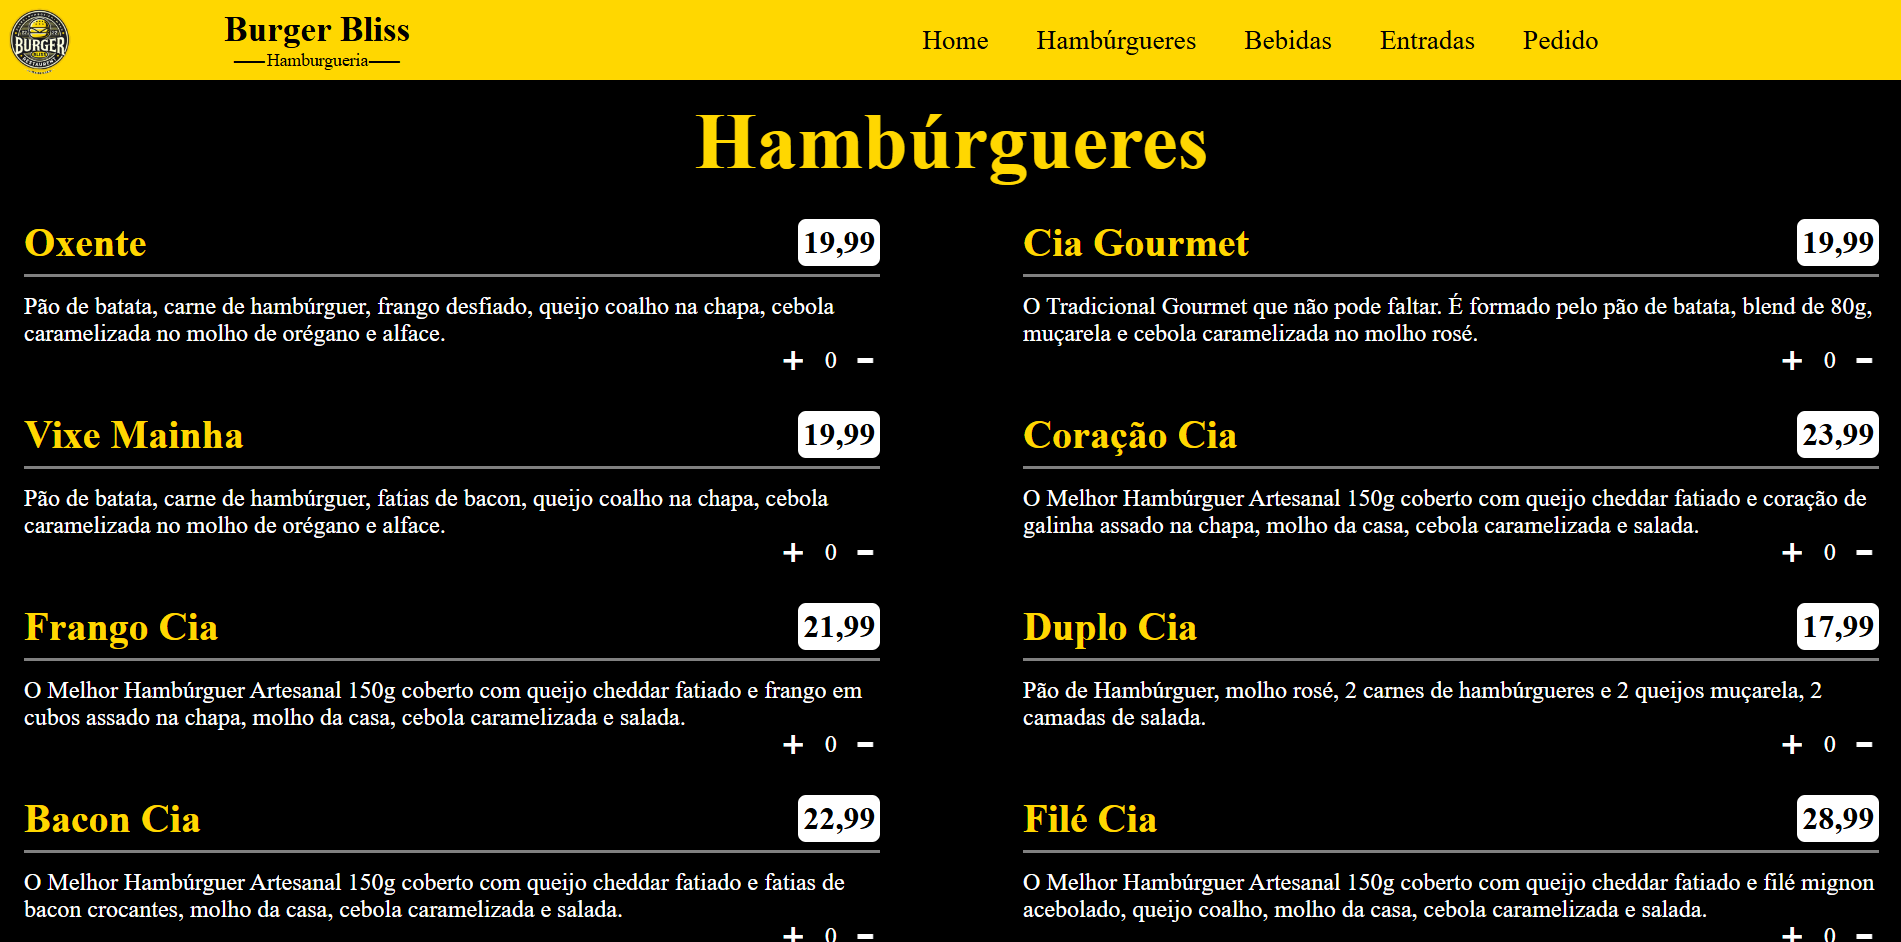 BURGER
RESTAURENT
Burger Bliss
Hamburgueria
Home Hambúrgueres Bebidas Entradas Pedido
Hambúrgueres
Oxente 19,99
Pão de batata, carne de hambúrguer, frango desfiado, queijo coalho na chapa, cebola
caramelizada no molho de orégano e alface.
+ 0 -
Cia Gourmet 19,99
O Tradicional Gourmet que não pode faltar. É formado pelo pão de batata, blend de 80g,
muçarela e cebola caramelizada no molho rosé.
+ 0 -
Vixe Mainha 19,99
Pão de batata, carne de hambúrguer, fatias de bacon, queijo coalho na chapa, cebola
caramelizada no molho de orégano e alface.
+ 0 -
Coração Cia 23,99
O Melhor Hambúrguer Artesanal 150g coberto com queijo cheddar fatiado e coração de
galinha assado na chapa, molho da casa, cebola caramelizada e salada.
+ 0 -
Frango Cia 21,99
O Melhor Hambúrguer Artesanal 150g coberto com queijo cheddar fatiado e frango em
cubos assado na chapa, molho da casa, cebola caramelizada e salada.
+ 0 -
Duplo Cia 17,99
Pão de Hambúrguer, molho rosé, 2 carnes de hambúrgueres e 2 queijos muçarela, 2
camadas de salada.
+ 0 -
Bacon Cia 22,99
O Melhor Hambúrguer Artesanal 150g coberto com queijo cheddar fatiado e fatias de
bacon crocantes, molho da casa, cebola caramelizada e salada.
+ 0 -
Filé Cia 28,99
O Melhor Hambúrguer Artesanal 150g coberto com queijo cheddar fatiado e filé mignon
acebolado, queijo coalho, molho da casa, cebola caramelizada e salada.
+ 0 -